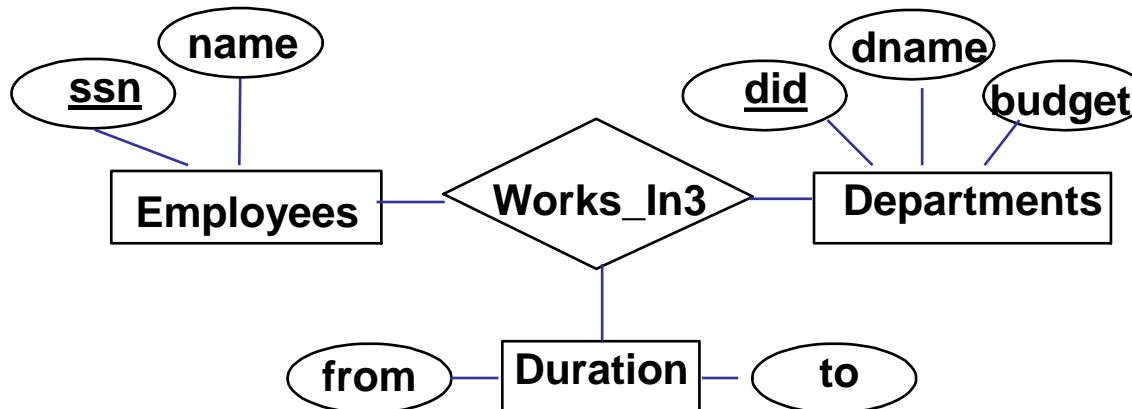 name
ssn
dname
did
budget
Employees
Works_In3
Departments
from
Duration
to